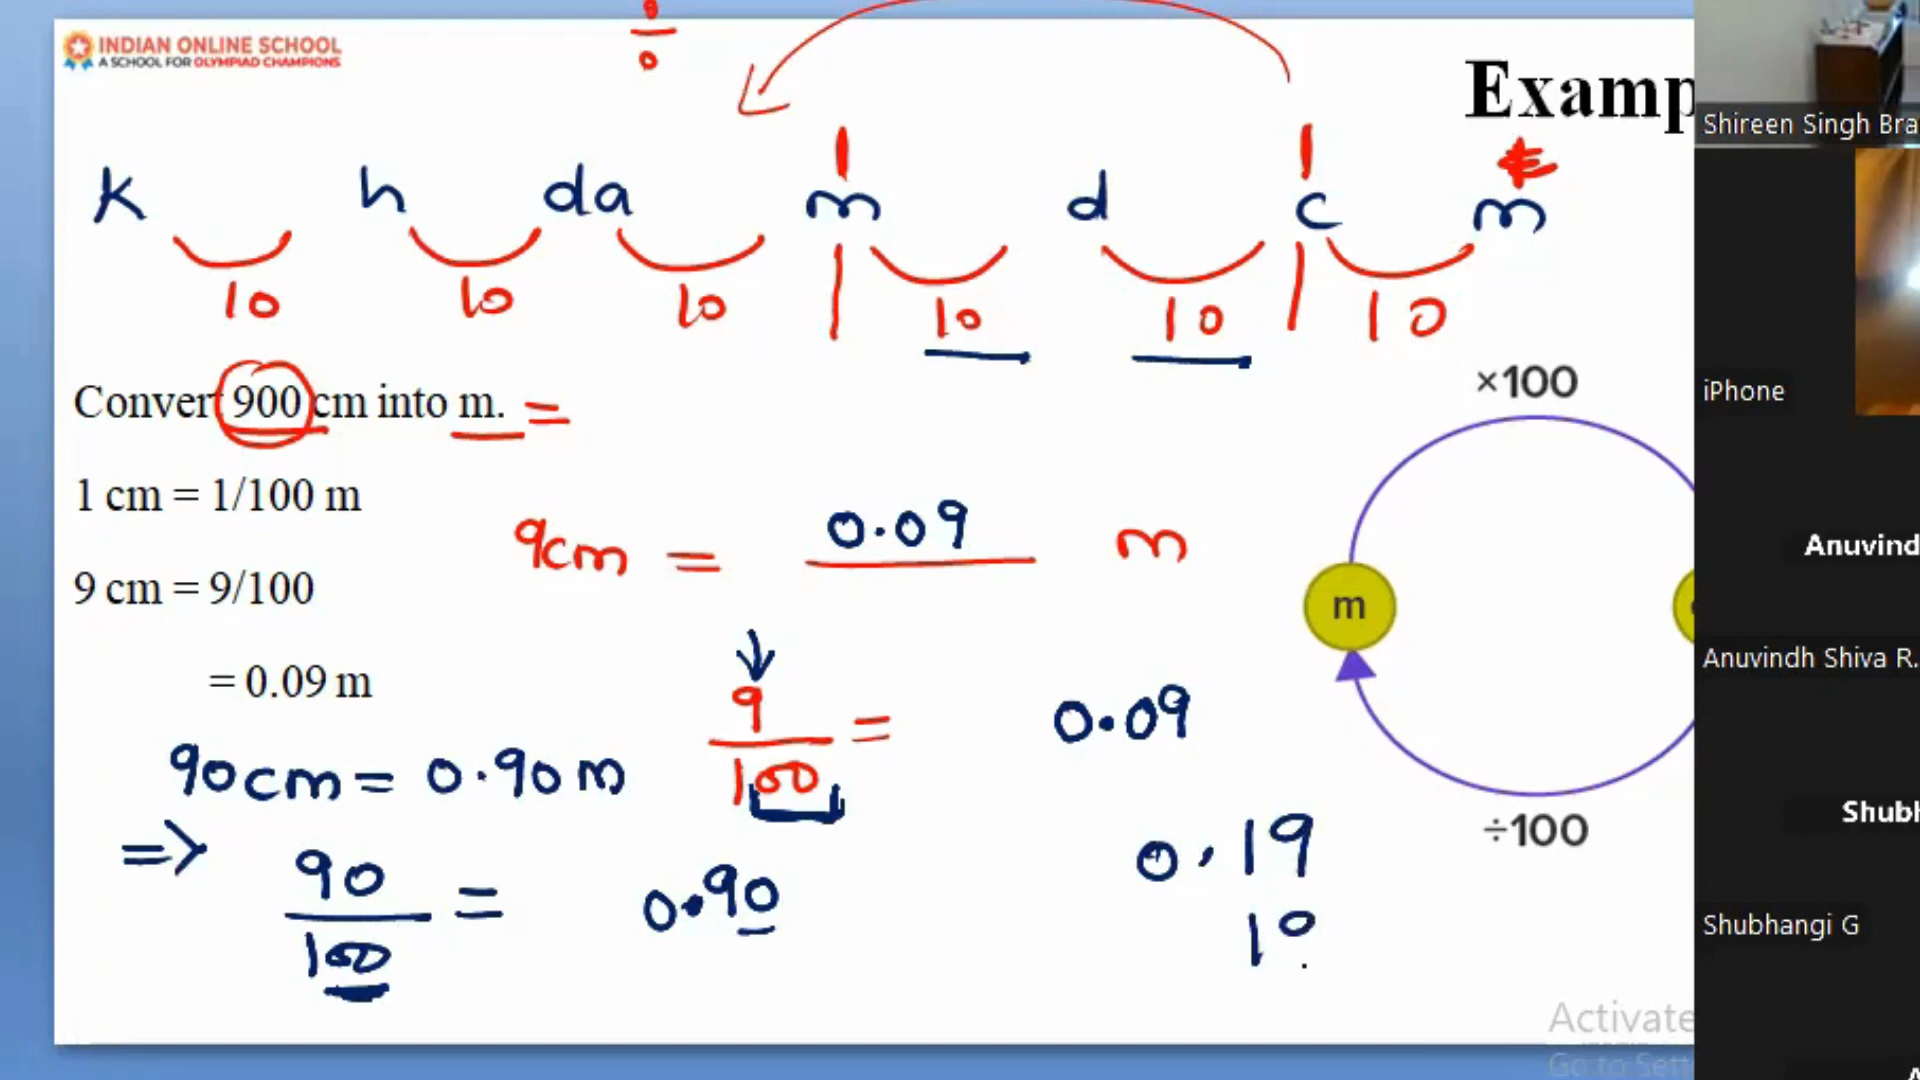 INDIAN ONLINE SCHOOL
A SCHOOL FOR OLYMPIAD CHAMPIONS
Examp
Shireen Singh Bra
K h da m d c m
10 10 10 10 10 10
Convert 900 cm into m. =
×100
iPhone
1 cm = 1/100 m
9cm = 0.09 m
Anuvind
9 cm = 9/100
m
Anuvindh Shiva R.
= 0.09 m
9/100 = 0.09
90cm = 0.90 m
÷100
Shubh
=> 90/100 = 0.90
0.19
10
Shubhangi G
Activate
Go to Sett